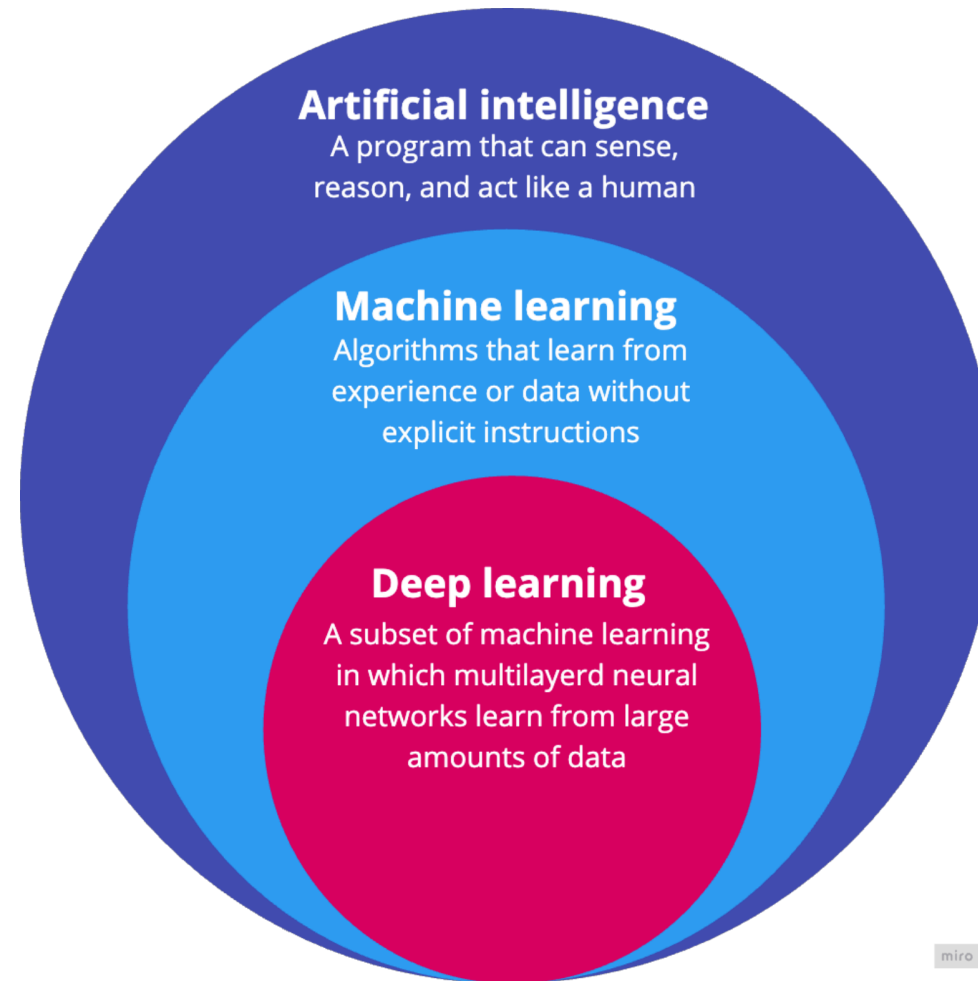 Artificial intelligence
A program that can sense,
reason, and act like a human
Machine learning
Algorithms that learn from
experience or data without
explicit instructions
Deep learning
A subset of machine learning
in which multilayerd neural
networks learn from large
amounts of data
miro